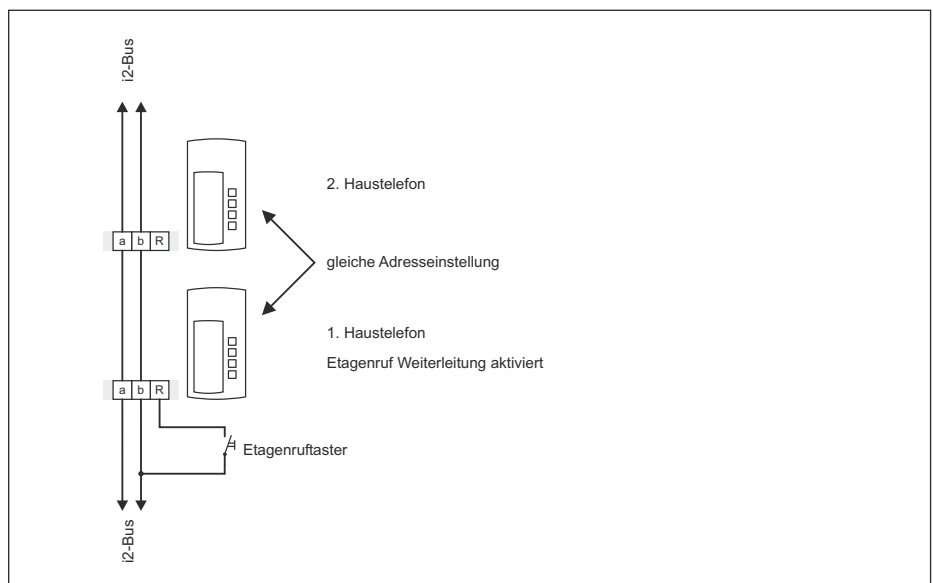 i2-Bus
2. Haustelefon
a b R
gleiche Adresseinstellung
1. Haustelefon
Etagenruf Weiterleitung aktiviert
a b R
Etagenruftaster
i2-Bus